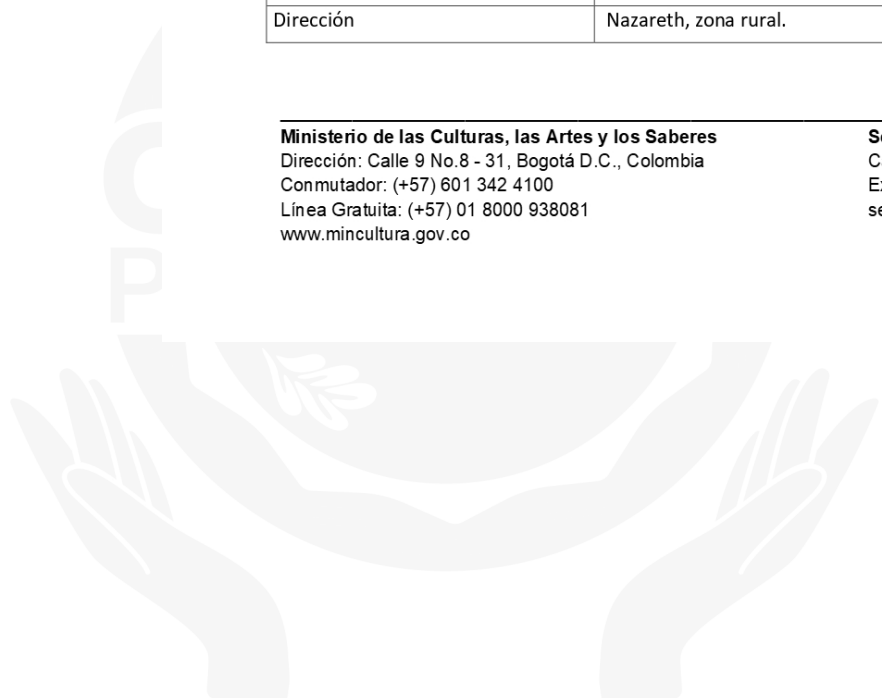 Dirección Nazareth, zona rural.
Ministerio de las Culturas, las Artes y los Saberes
Dirección: Calle 9 No.8 - 31, Bogotá D.C., Colombia
Conmutador: (+57) 601 342 4100
Línea Gratuita: (+57) 01 8000 938081
www.mincultura.gov.co